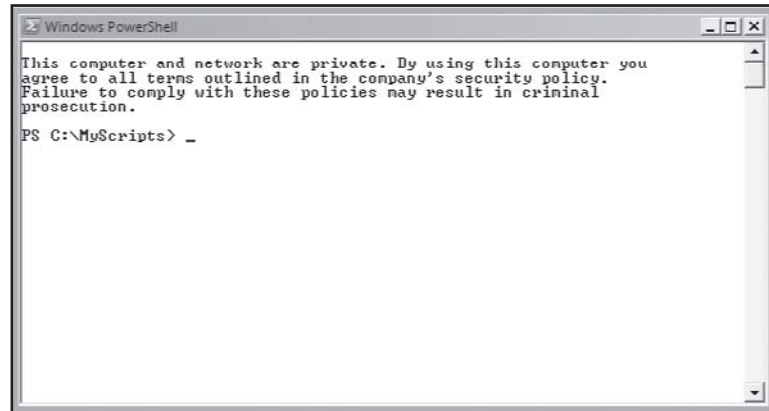 Windows PowerShell
This computer and network are private. By using this computer you
agree to all terms outlined in the company's security policy.
Failure to comply with these policies may result in criminal
prosecution.
PS C:\MyScripts> _